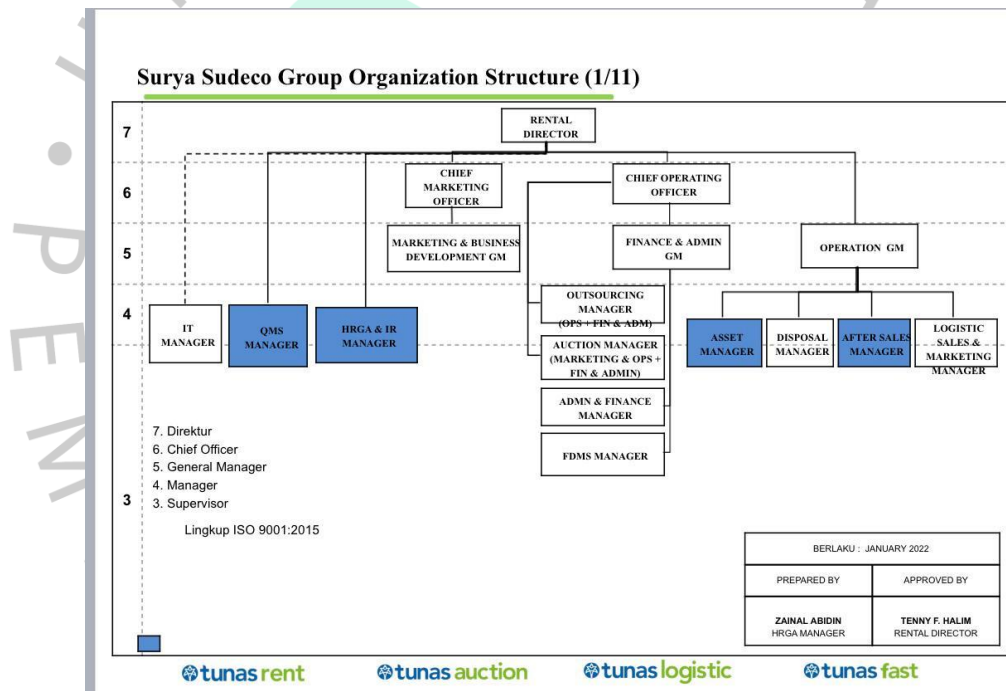 Surya Sudeco Group Organization Structure (1/11)
7
RENTAL
DIRECTOR
6
CHIEF
MARKETING
OFFICER
CHIEF OPERATING
OFFICER
5
MARKETING & BUSINESS
DEVELOPMENT GM
FINANCE & ADMIN
GM
OPERATION GM
4
IT
MANAGER
QMS
MANAGER
HRGA & IR
MANAGER
OUTSOURCING
MANAGER
(OPS + FIN & ADM)
AUCTION MANAGER
(MARKETING & OPS +
FIN & ADMIN)
ADMN & FINANCE
MANAGER
FDMS MANAGER
ASSET
MANAGER
DISPOSAL
MANAGER
AFTER SALES
MANAGER
LOGISTIC
SALES &
MARKETING
MANAGER
7. Direktur
6. Chief Officer
5. General Manager
4. Manager
3. Supervisor
3
Lingkup ISO 9001:2015
BERLAKU : JANUARY 2022
PREPARED BY
APPROVED BY
ZAINAL ABIDIN
HRGA MANAGER
TENNY F. HALIM
RENTAL DIRECTOR
tunas rent
tunas auction
tunas logistic
tunas fast
P E M